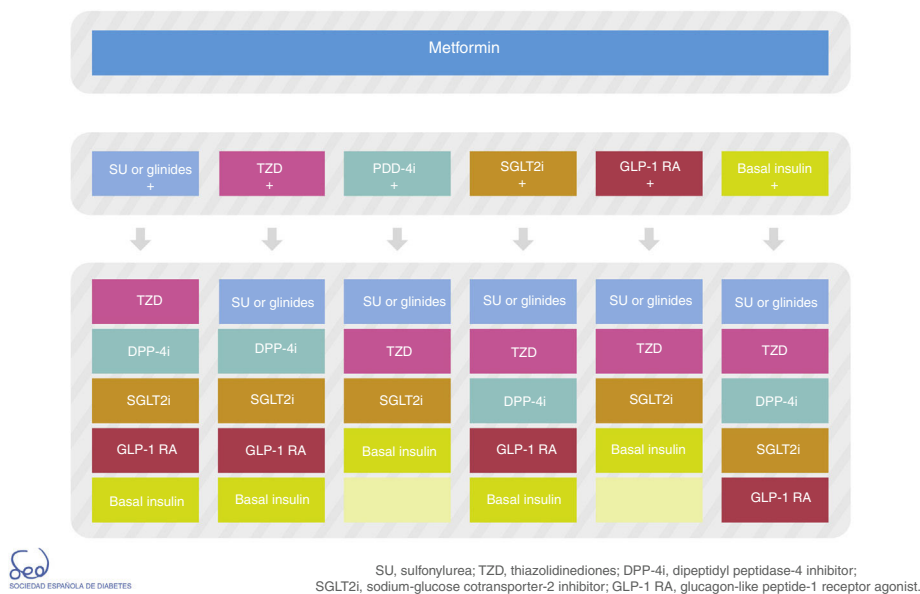 Metformin
SU or glinides
+
TZD
+
PDD-4i
+
SGLT2i
+
GLP-1 RA
+
Basal insulin
+
TZD
SU or glinides
SU or glinides
SU or glinides
SU or glinides
SU or glinides
DPP-4i
DPP-4i
TZD
TZD
TZD
TZD
SGLT2i
SGLT2i
SGLT2i
DPP-4i
SGLT2i
DPP-4i
GLP-1 RA
GLP-1 RA
Basal insulin
GLP-1 RA
Basal insulin
SGLT2i
Basal insulin
Basal insulin
Basal insulin
GLP-1 RA
sed
SOCIEDAD ESPAÑOLA DE DIABETES
SU, sulfonylurea; TZD, thiazolidinediones; DPP-4i, dipeptidyl peptidase-4 inhibitor;
SGLT2i, sodium-glucose cotransporter-2 inhibitor; GLP-1 RA, glucagon-like peptide-1 receptor agonist.